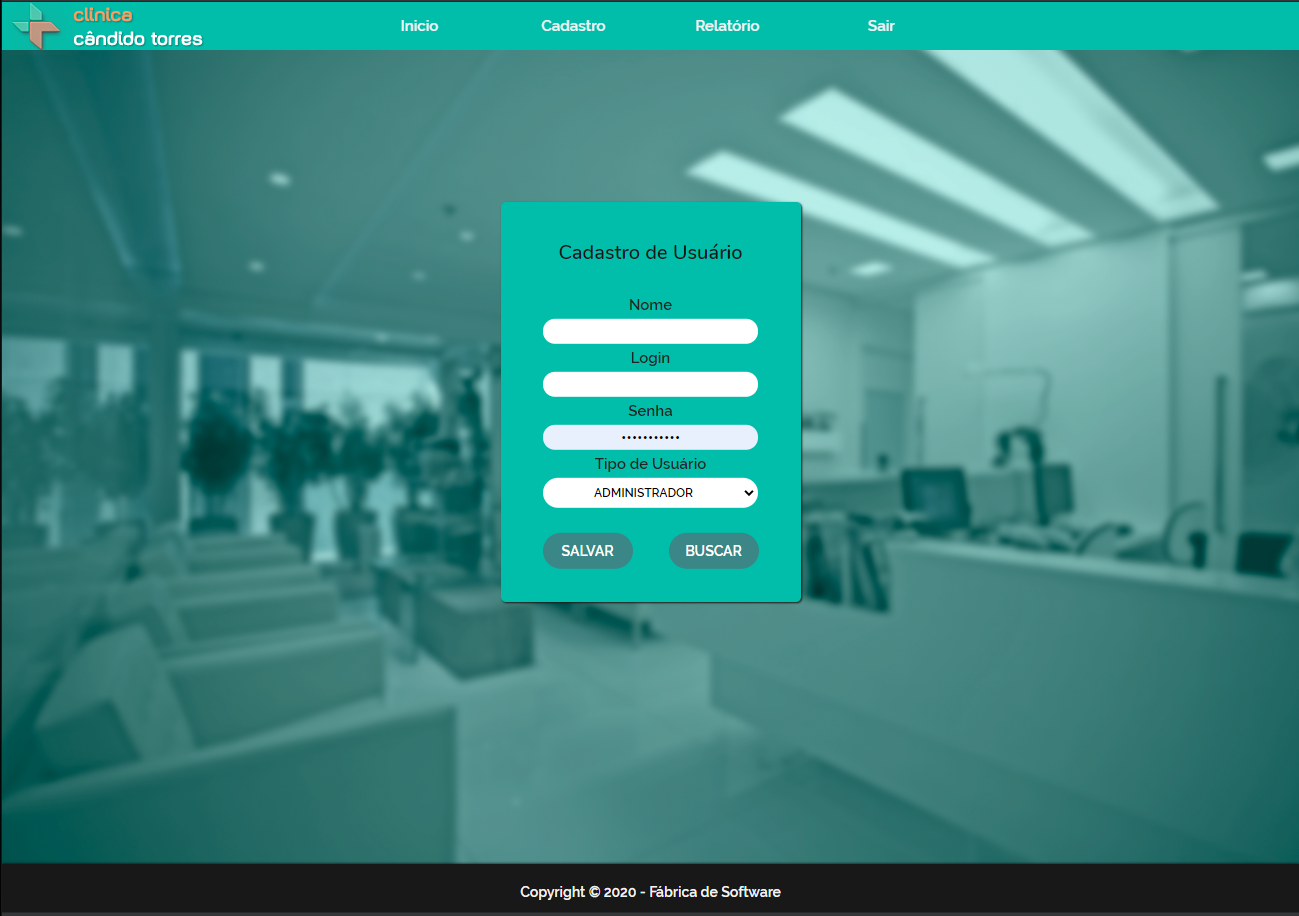 clinica
cândido torres
Inicio
Cadastro
Relatório
Sair
Cadastro de Usuário
Nome
Login
Senha
•••••••••••
Tipo de Usuário
ADMINISTRADOR
SALVAR
BUSCAR
Copyright © 2020 - Fábrica de Software